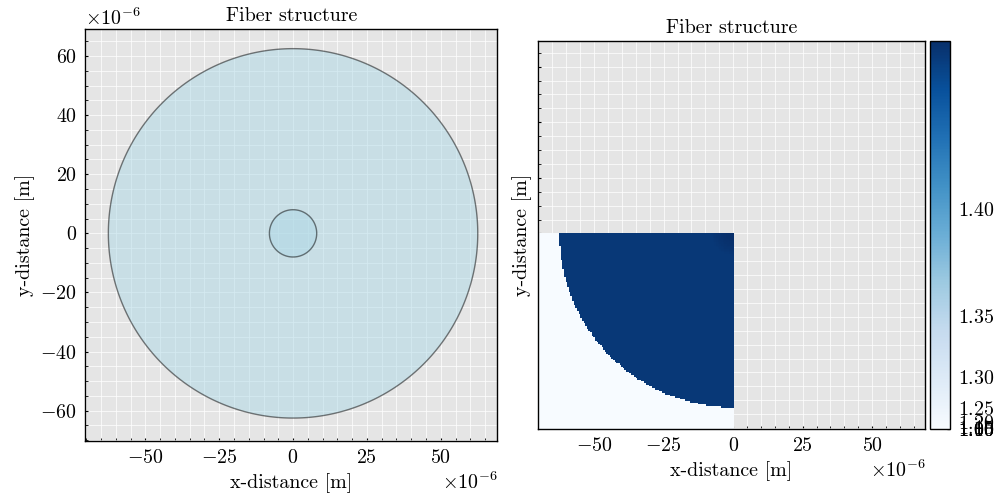 Fiber structure
×10⁻⁶
60
40
20
0
−20
−40
−60
y-distance [m]
−50 −25 0 25 50
x-distance [m]
×10⁻⁶
Fiber structure
y-distance [m]
−50 −25 0 25 50
x-distance [m]
×10⁻⁶
1.40
1.35
1.30
1.25